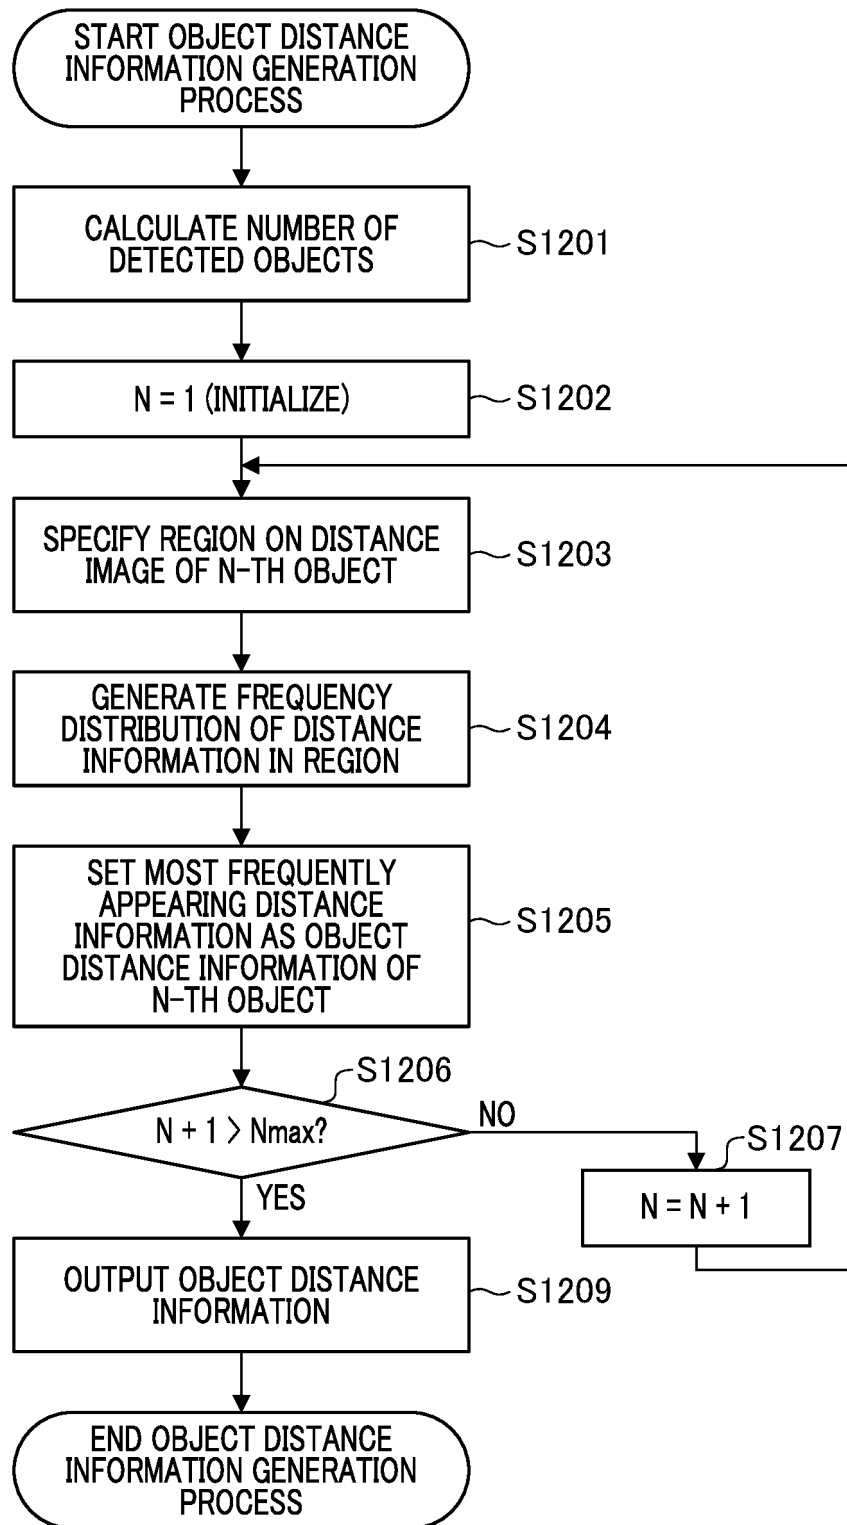 START OBJECT DISTANCE
INFORMATION GENERATION
PROCESS
CALCULATE NUMBER OF
DETECTED OBJECTS
S1201
N = 1 (INITIALIZE)
S1202
SPECIFY REGION ON DISTANCE
IMAGE OF N-TH OBJECT
S1203
GENERATE FREQUENCY
DISTRIBUTION OF DISTANCE
INFORMATION IN REGION
S1204
SET MOST FREQUENTLY
APPEARING DISTANCE
INFORMATION AS OBJECT
DISTANCE INFORMATION OF
N-TH OBJECT
S1205
S1206
N + 1 > Nmax?
NO
S1207
N = N + 1
YES
OUTPUT OBJECT DISTANCE
INFORMATION
S1209
END OBJECT DISTANCE
INFORMATION GENERATION
PROCESS